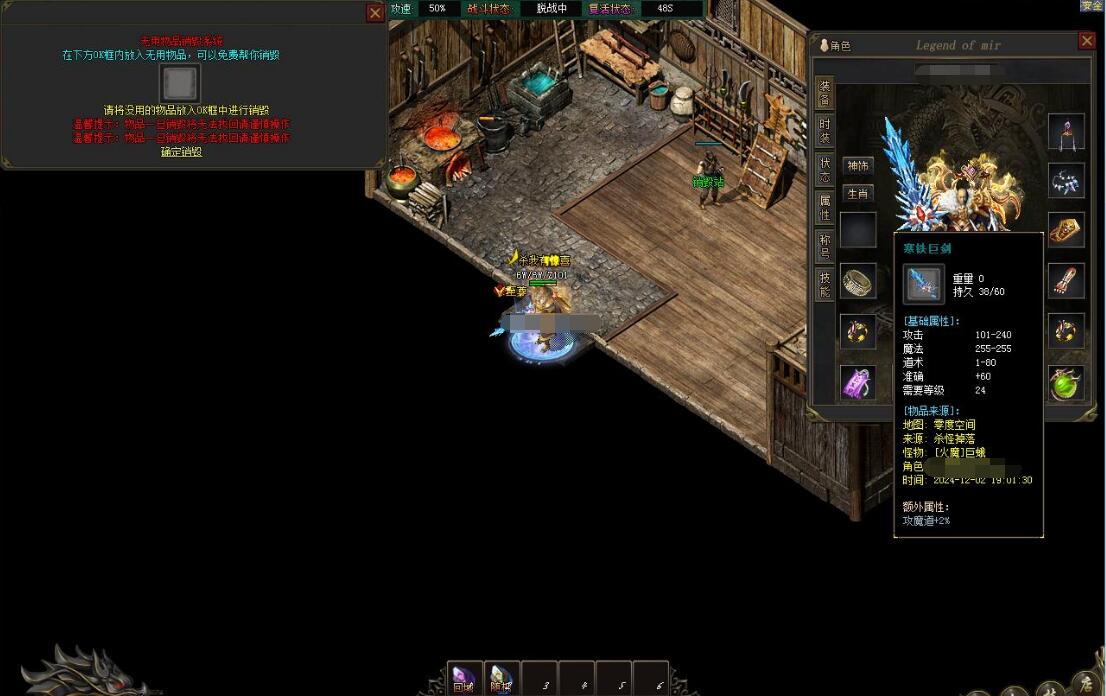 攻速 50% 战斗状态 脱战中 复活状态 48S
安全
无用物品销毁系统
在下方OK框内放入无用物品，可以免费帮你销毁
请将没用的物品放入OK框中进行销毁
温馨提示：物品一旦销毁将无法找回请谨慎操作
温馨提示：物品一旦销毁将无法找回请谨慎操作
确定销毁
销毁站
6W/6W/Z101
角色
Legend of mir
装备
时装
状态
属性
称号
技能
神饰
生肖
寒铁巨剑
重量 0
持久 38/60
[基础属性]：
攻击 101-240
魔法 255-255
道术 1-80
准确 +60
需要等级 24
[物品来源]：
地图：零度空间
来源：杀怪掉落
怪物：[火魔]巨蛾
角色
时间：2024-12-02 19:01:30
额外属性：
攻魔道+2%
回城 随机 3 4 5 6